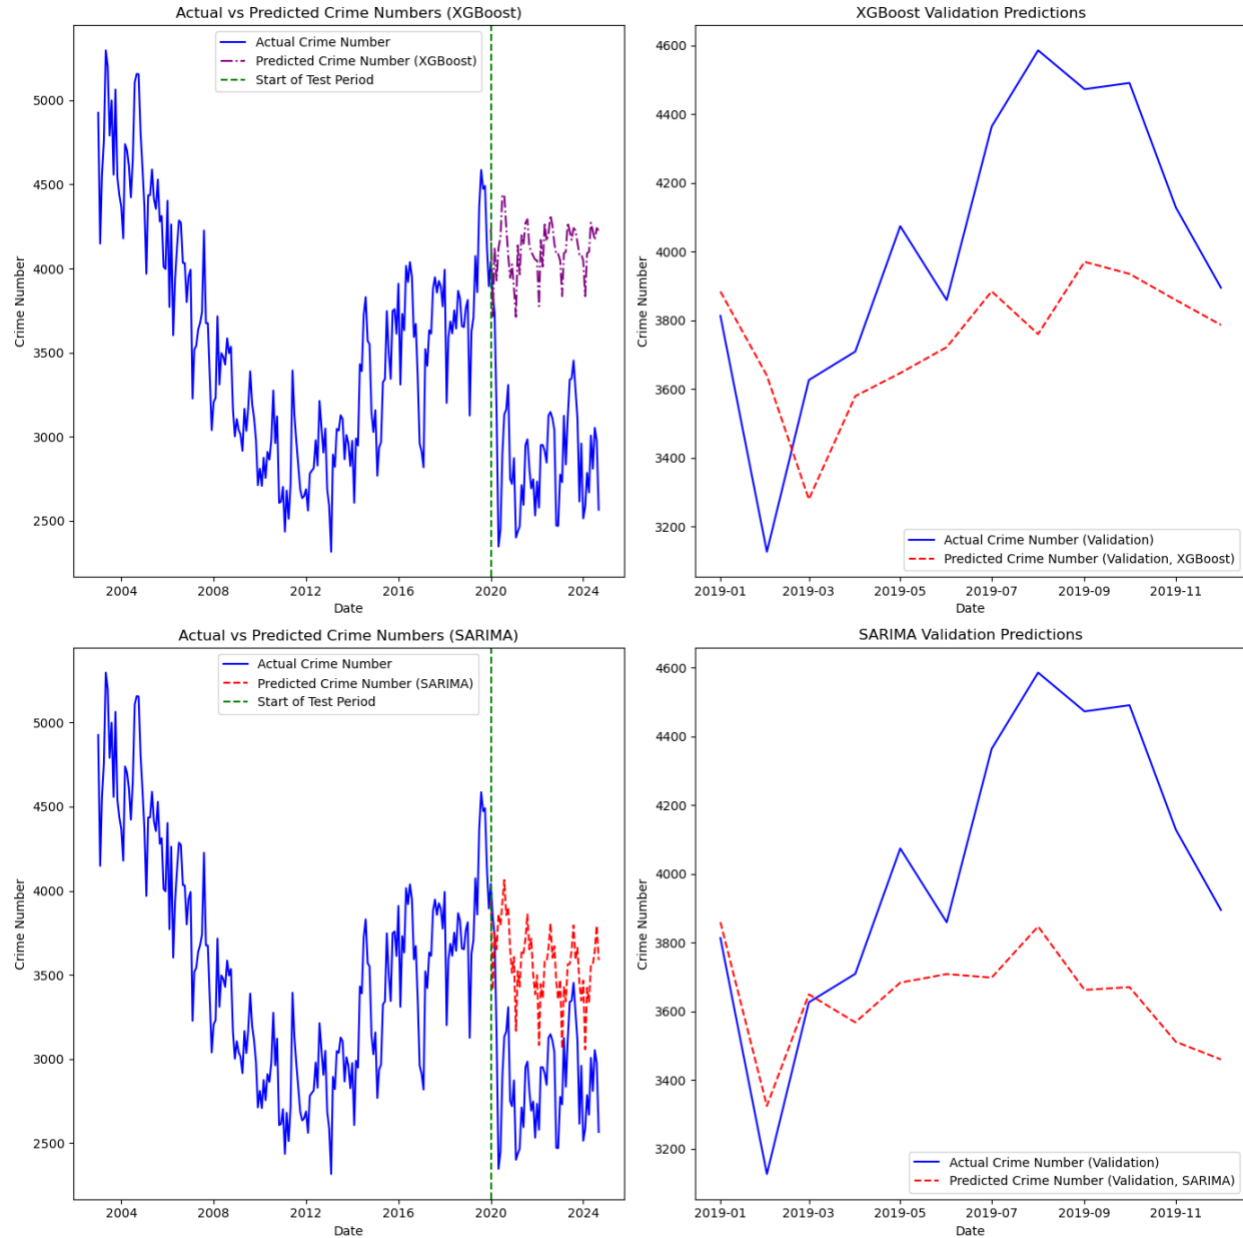 Actual vs Predicted Crime Numbers (XGBoost)
Actual Crime Number
Predicted Crime Number (XGBoost)
Start of Test Period
Crime Number
5000
4500
4000
3500
3000
2500
2004 2008 2012 2016 2020 2024
Date
XGBoost Validation Predictions
Crime Number
4600
4400
4200
4000
3800
3600
3400
3200
Actual Crime Number (Validation)
Predicted Crime Number (Validation, XGBoost)
2019-01 2019-03 2019-05 2019-07 2019-09 2019-11
Date
Actual vs Predicted Crime Numbers (SARIMA)
Actual Crime Number
Predicted Crime Number (SARIMA)
Start of Test Period
Crime Number
5000
4500
4000
3500
3000
2500
2004 2008 2012 2016 2020 2024
Date
SARIMA Validation Predictions
Crime Number
4600
4400
4200
4000
3800
3600
3400
3200
Actual Crime Number (Validation)
Predicted Crime Number (Validation, SARIMA)
2019-01 2019-03 2019-05 2019-07 2019-09 2019-11
Date